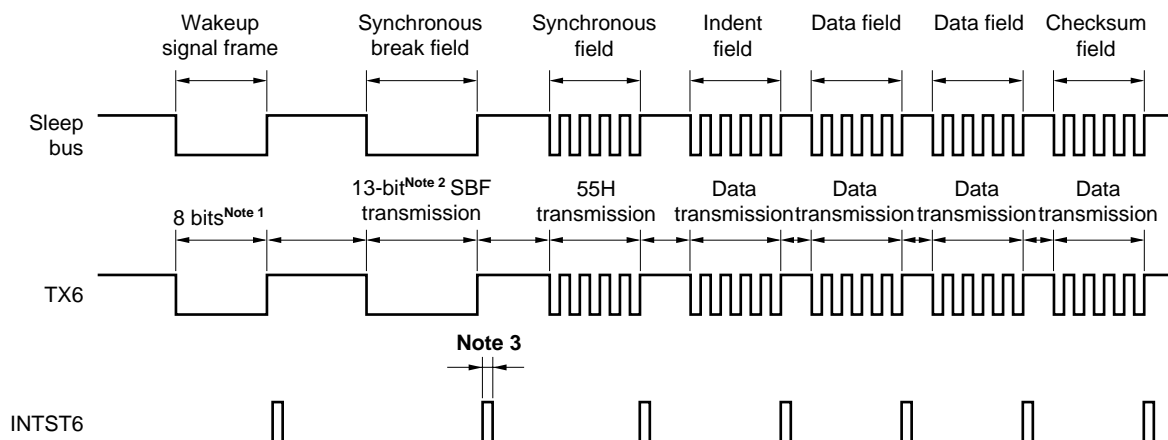 Wakeup signal frame
Synchronous break field
Synchronous field
Indent field
Data field
Data field
Checksum field
Sleep bus
8 bitsNote 1
13-bitNote 2 SBF transmission
55H transmission
Data transmission
Data transmission
Data transmission
Data transmission
TX6
Note 3
INTST6